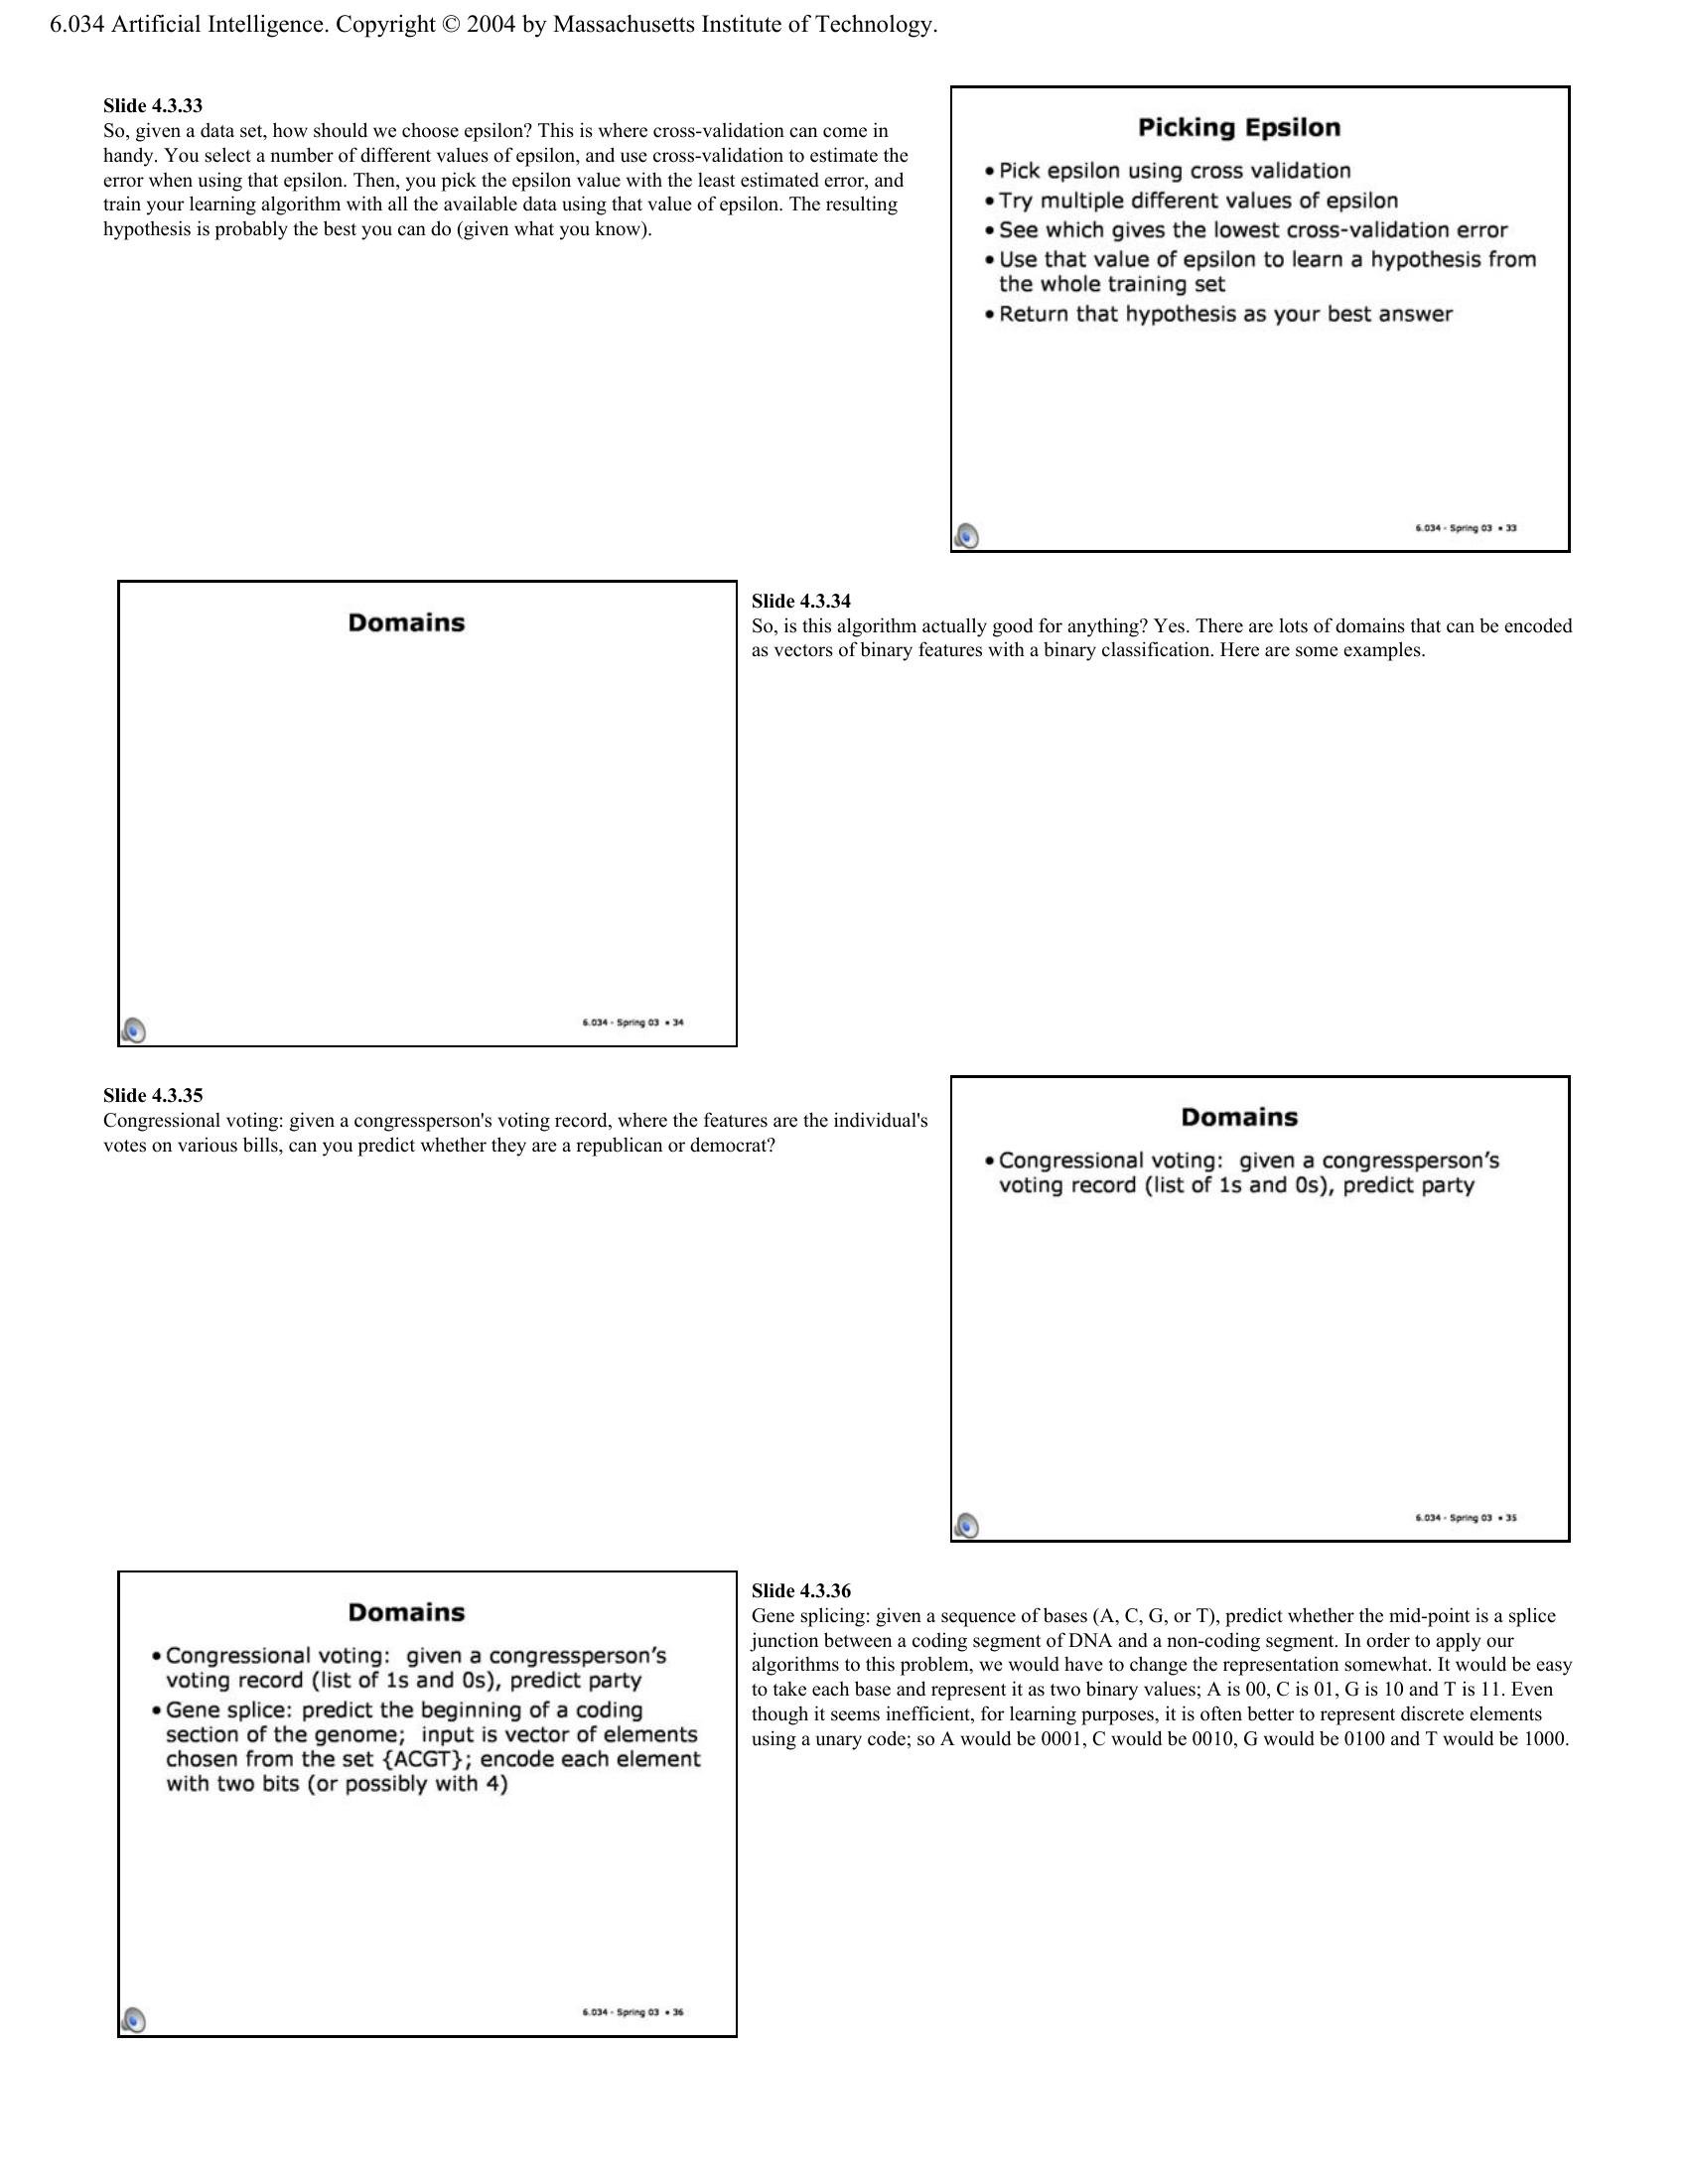 6.034 Artificial Intelligence. Copyright © 2004 by Massachusetts Institute of Technology.
Slide 4.3.33
So, given a data set, how should we choose epsilon? This is where cross-validation can come in
handy. You select a number of different values of epsilon, and use cross-validation to estimate the
error when using that epsilon. Then, you pick the epsilon value with the least estimated error, and
train your learning algorithm with all the available data using that value of epsilon. The resulting
hypothesis is probably the best you can do (given what you know).
Picking Epsilon
• Pick epsilon using cross validation
• Try multiple different values of epsilon
• See which gives the lowest cross-validation error
• Use that value of epsilon to learn a hypothesis from
the whole training set
• Return that hypothesis as your best answer
6.034 - Spring 03 • 33
Domains
6.034 - Spring 03 • 34
Slide 4.3.34
So, is this algorithm actually good for anything? Yes. There are lots of domains that can be encoded
as vectors of binary features with a binary classification. Here are some examples.
Slide 4.3.35
Congressional voting: given a congressperson's voting record, where the features are the individual's
votes on various bills, can you predict whether they are a republican or democrat?
Domains
• Congressional voting: given a congressperson's
voting record (list of 1s and 0s), predict party
6.034 - Spring 03 • 35
Domains
• Congressional voting: given a congressperson's
voting record (list of 1s and 0s), predict party
• Gene splice: predict the beginning of a coding
section of the genome; input is vector of elements
chosen from the set {ACGT}; encode each element
with two bits (or possibly with 4)
6.034 - Spring 03 • 36
Slide 4.3.36
Gene splicing: given a sequence of bases (A, C, G, or T), predict whether the mid-point is a splice
junction between a coding segment of DNA and a non-coding segment. In order to apply our
algorithms to this problem, we would have to change the representation somewhat. It would be easy
to take each base and represent it as two binary values; A is 00, C is 01, G is 10 and T is 11. Even
though it seems inefficient, for learning purposes, it is often better to represent discrete elements
using a unary code; so A would be 0001, C would be 0010, G would be 0100 and T would be 1000.